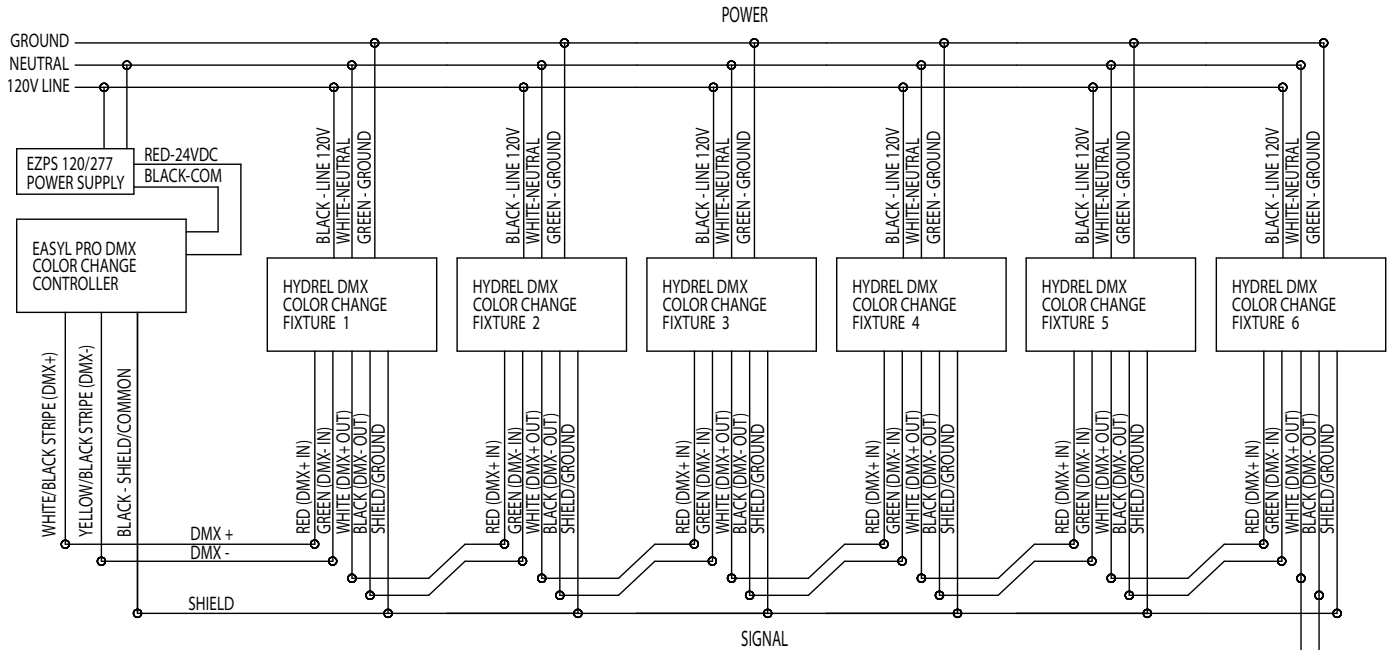 POWER
GROUND
NEUTRAL
120V LINE
EZPS 120/277
POWER SUPPLY
RED-24VDC
BLACK-COM
EASYL PRO DMX
COLOR CHANGE
CONTROLLER
BLACK - LINE 120V
WHITE-NEUTRAL
GREEN - GROUND
BLACK - LINE 120V
WHITE-NEUTRAL
GREEN - GROUND
BLACK - LINE 120V
WHITE-NEUTRAL
GREEN - GROUND
BLACK - LINE 120V
WHITE-NEUTRAL
GREEN - GROUND
BLACK - LINE 120V
WHITE-NEUTRAL
GREEN - GROUND
BLACK - LINE 120V
WHITE-NEUTRAL
GREEN - GROUND
HYDREL DMX
COLOR CHANGE
FIXTURE 1
HYDREL DMX
COLOR CHANGE
FIXTURE 2
HYDREL DMX
COLOR CHANGE
FIXTURE 3
HYDREL DMX
COLOR CHANGE
FIXTURE 4
HYDREL DMX
COLOR CHANGE
FIXTURE 5
HYDREL DMX
COLOR CHANGE
FIXTURE 6
WHITE/BLACK STRIPE (DMX+)
YELLOW/BLACK STRIPE (DMX-)
BLACK - SHIELD/COMMON
RED (DMX+ IN)
GREEN (DMX- IN)
WHITE (DMX+ OUT)
BLACK (DMX- OUT)
SHIELD/GROUND
RED (DMX+ IN)
GREEN (DMX- IN)
WHITE (DMX+ OUT)
BLACK (DMX- OUT)
SHIELD/GROUND
RED (DMX+ IN)
GREEN (DMX- IN)
WHITE (DMX+ OUT)
BLACK (DMX- OUT)
SHIELD/GROUND
RED (DMX+ IN)
GREEN (DMX- IN)
WHITE (DMX+ OUT)
BLACK (DMX- OUT)
SHIELD/GROUND
RED (DMX+ IN)
GREEN (DMX- IN)
WHITE (DMX+ OUT)
BLACK (DMX- OUT)
SHIELD/GROUND
RED (DMX+ IN)
GREEN (DMX- IN)
WHITE (DMX+ OUT)
BLACK (DMX- OUT)
SHIELD/GROUND
DMX +
DMX -
SHIELD
SIGNAL